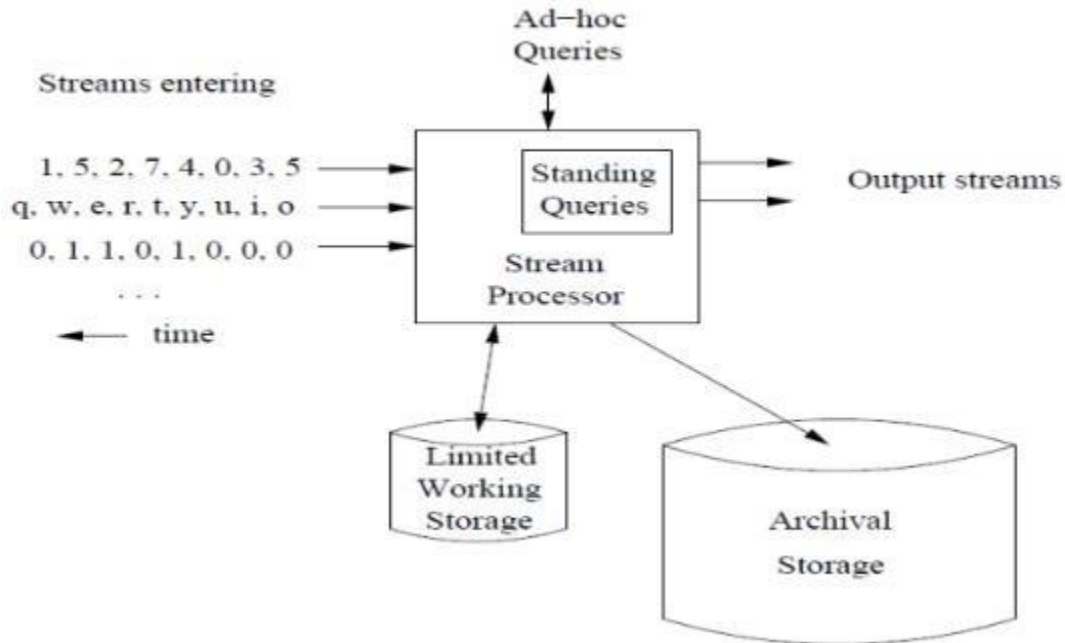 Ad-hoc
Queries
Streams entering
1, 5, 2, 7, 4, 0, 3, 5
q, w, e, r, t, y, u, i, o
0, 1, 1, 0, 1, 0, 0, 0
. . .
time
Standing
Queries
Stream
Processor
Output streams
Limited
Working
Storage
Archival
Storage